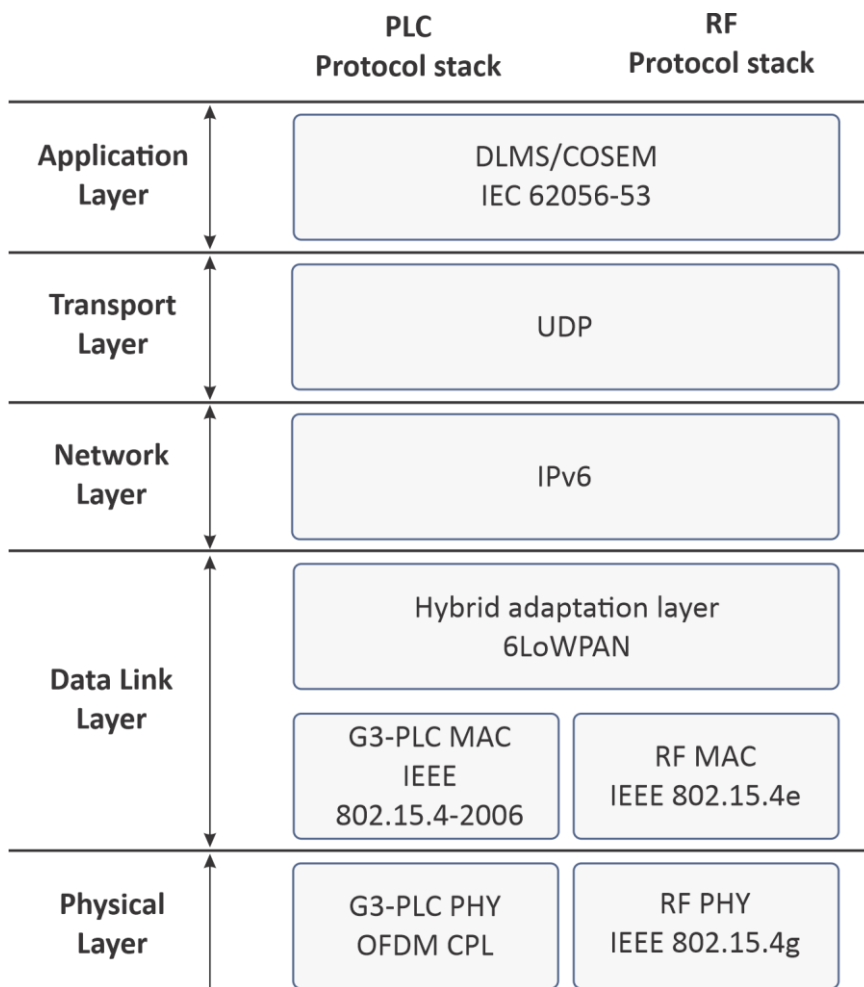 PLC
Protocol stack
RF
Protocol stack
Application
Layer
DLMS/COSEM
IEC 62056-53
Transport
Layer
UDP
Network
Layer
IPv6
Data Link
Layer
Hybrid adaptation layer
6LoWPAN
G3-PLC MAC
IEEE
802.15.4-2006
RF MAC
IEEE 802.15.4e
Physical
Layer
G3-PLC PHY
OFDM CPL
RF PHY
IEEE 802.15.4g